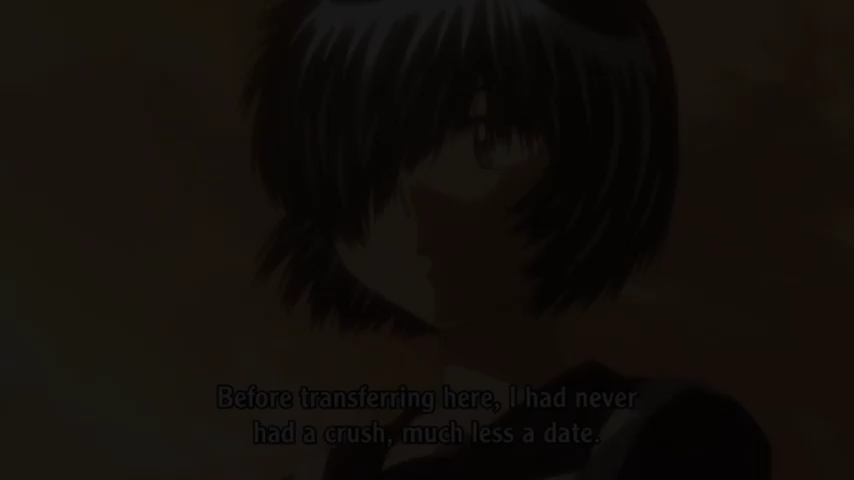 Before transferring here, I had never
had a crush, much less a date.